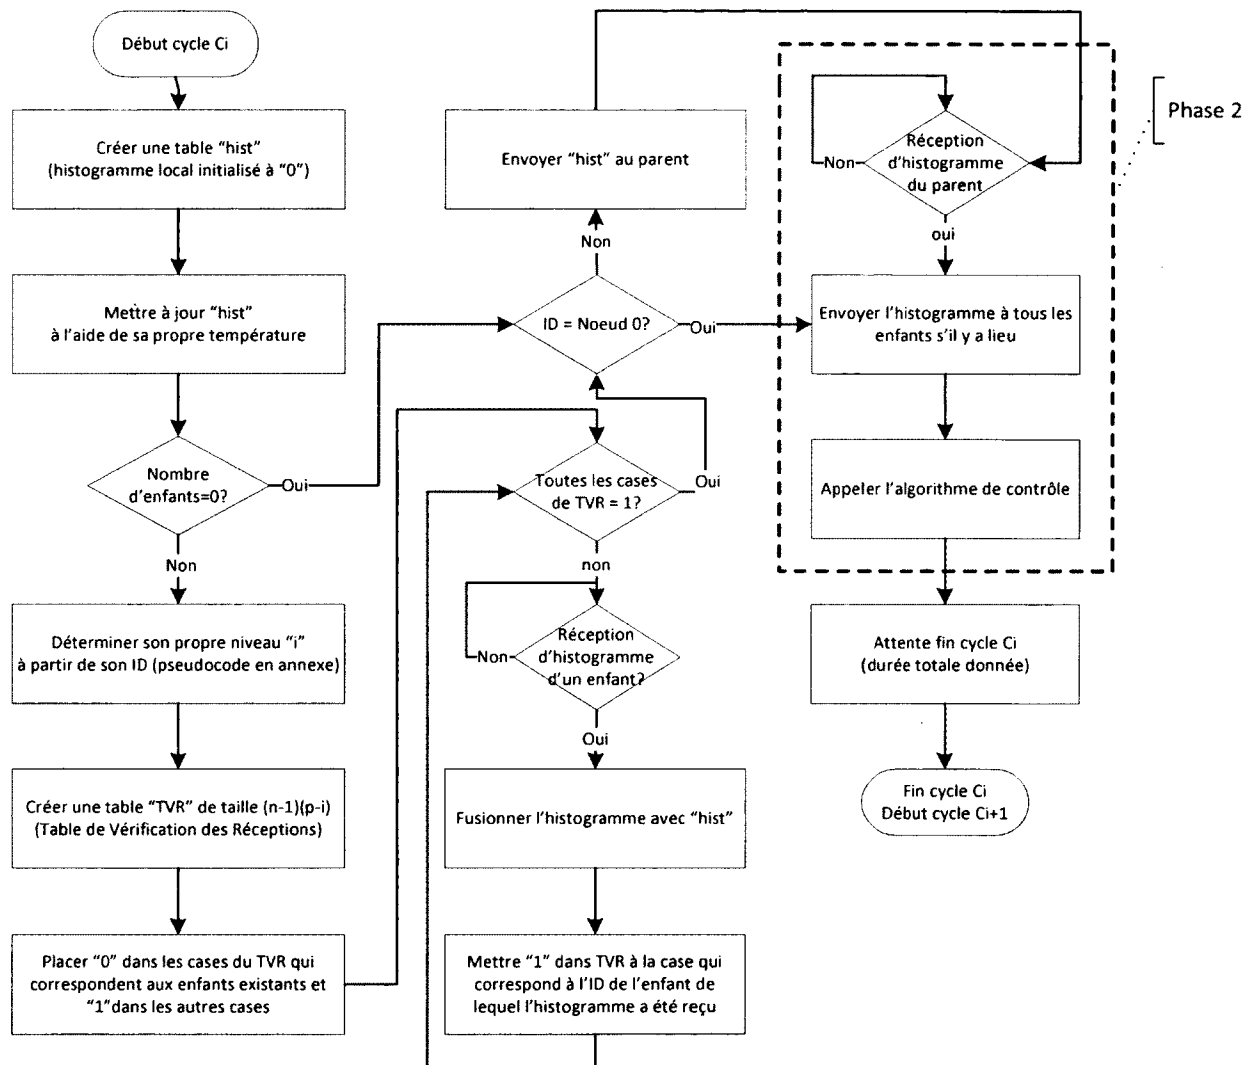 Début cycle Ci
Créer une table "hist"
(histogramme local initialisé à "0")
Mettre à jour "hist"
à l'aide de sa propre température
Nombre
d'enfants=0?
Oui
Non
Déterminer son propre niveau "i"
à partir de son ID (pseudocode en annexe)
Créer une table "TVR" de taille (n-1)(p-i)
(Table de Vérification des Réceptions)
Placer "0" dans les cases du TVR qui
correspondent aux enfants existants et
"1"dans les autres cases
Envoyer "hist" au parent
Non
ID = Noeud 0?
Oui
Toutes les cases
de TVR = 1?
Oui
non
Réception
d'histogramme
d'un enfant?
Non
Oui
Fusionner l'histogramme avec "hist"
Mettre "1" dans TVR à la case qui
correspond à l'ID de l'enfant de
lequel l'histogramme a été reçu
Phase 2
Réception
d'histogramme
du parent
Non
oui
Envoyer l'histogramme à tous les
enfants s'il y a lieu
Appeler l'algorithme de contrôle
Attente fin cycle Ci
(durée totale donnée)
Fin cycle Ci
Début cycle Ci+1